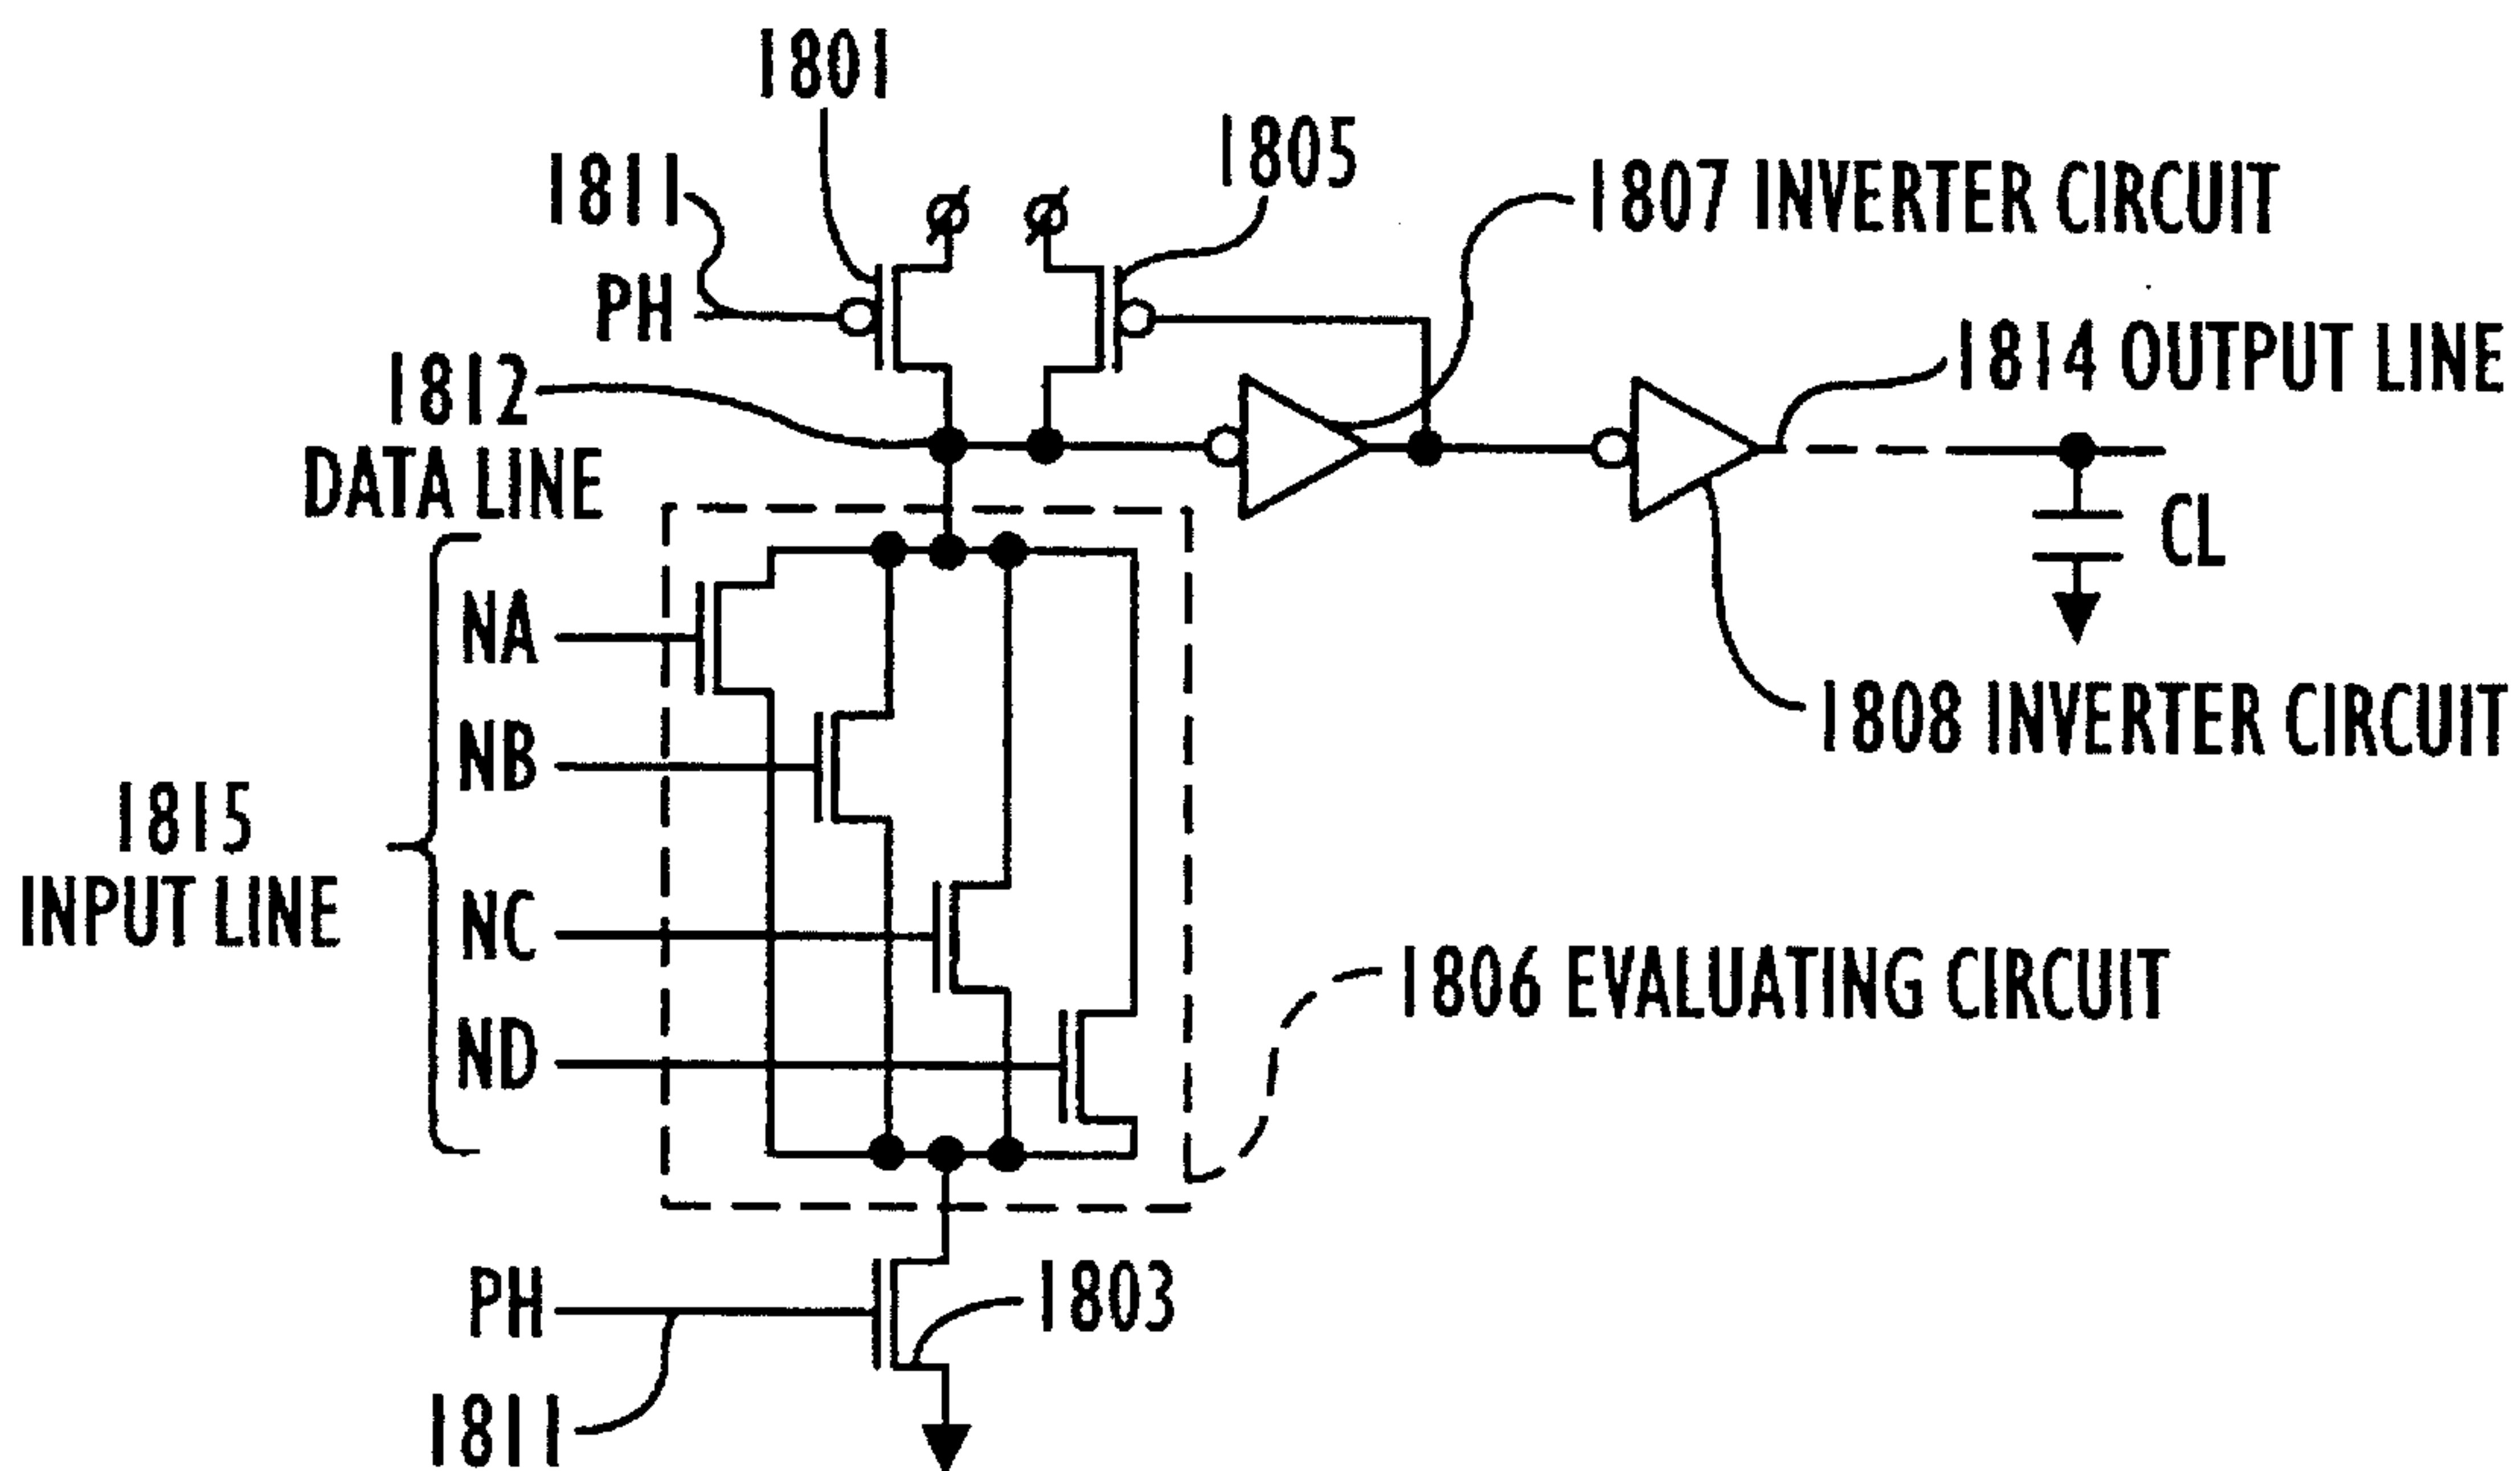 1801
1805
1811
1807 INVERTER CIRCUIT
PH
1814 OUTPUT LINE
1812
DATA LINE
CL
NA
1808 INVERTER CIRCUIT
NB
1815
INPUT LINE
NC
1806 EVALUATING CIRCUIT
ND
PH
1803
1811